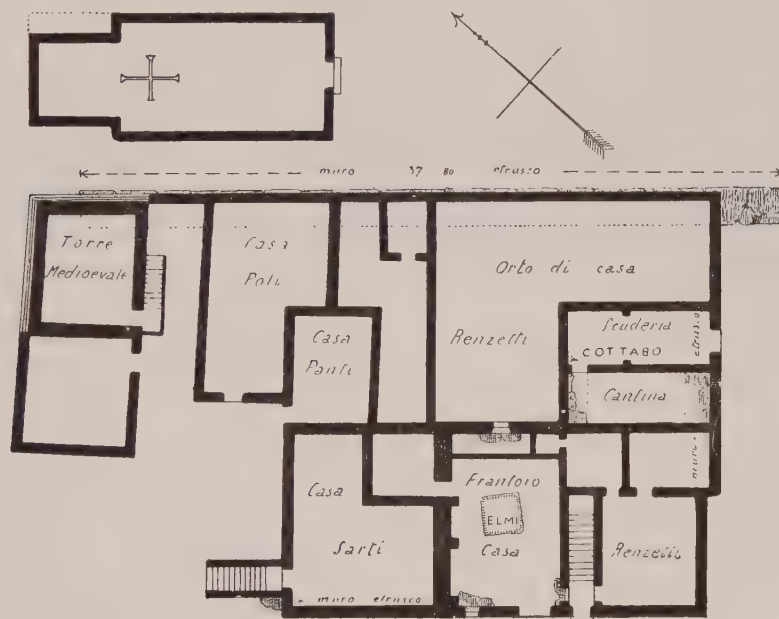 muro 37 80 etrusco
Torre
Medioevale
Casa
Poli
Orto di casa
Renzetti
Casa
Fanti
Scuderia
COTTABO
Cantina
etrusco
muro
Frantoio
ELMI
Casa
Casa
Sarti
Renzetti
muro etrusco